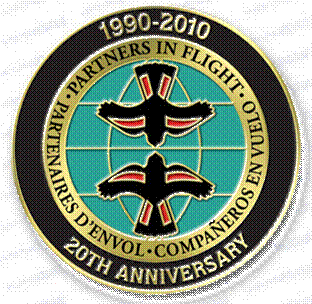 1990-2010
PARTNERS IN FLIGHT · COMPAÑEROS EN VUELO · PARTENAIRES D'ENVOL ·
20TH ANNIVERSARY